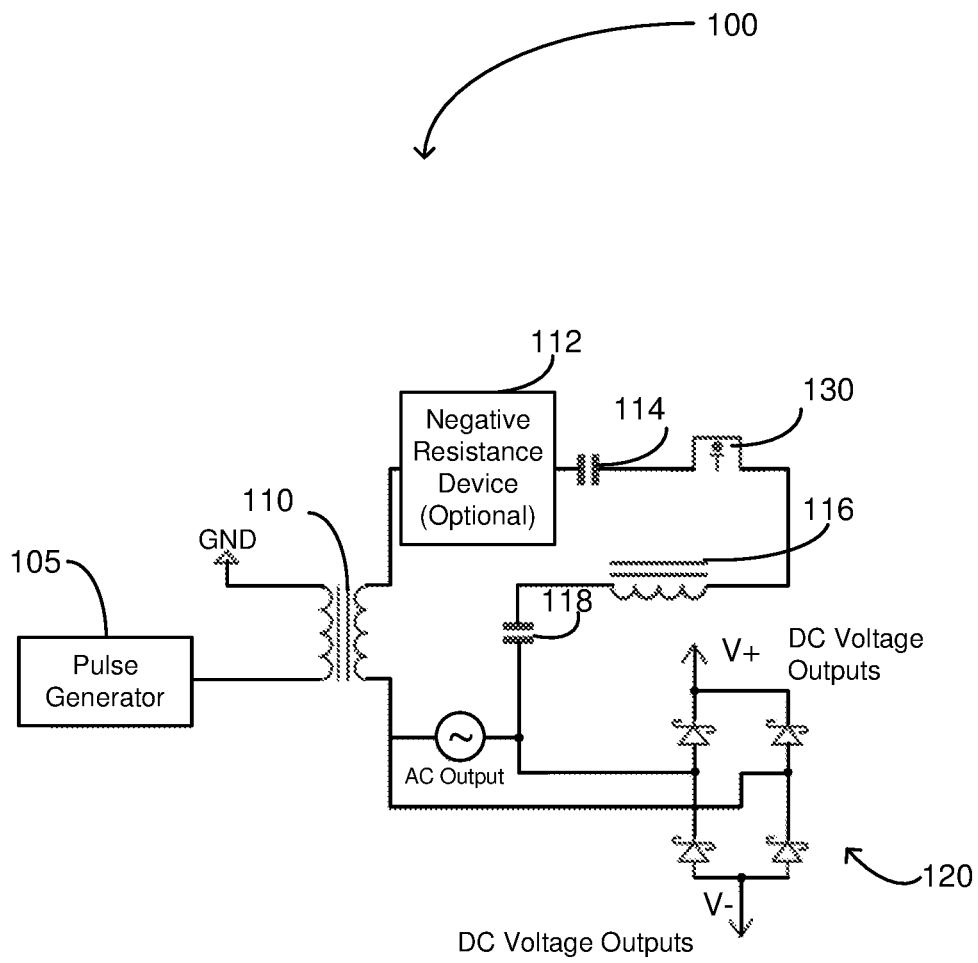 100
112
Negative
Resistance
Device
(Optional)
114
130
110
116
GND
105
118
Pulse
Generator
V+
DC Voltage
Outputs
~
AC Output
120
V-
DC Voltage Outputs